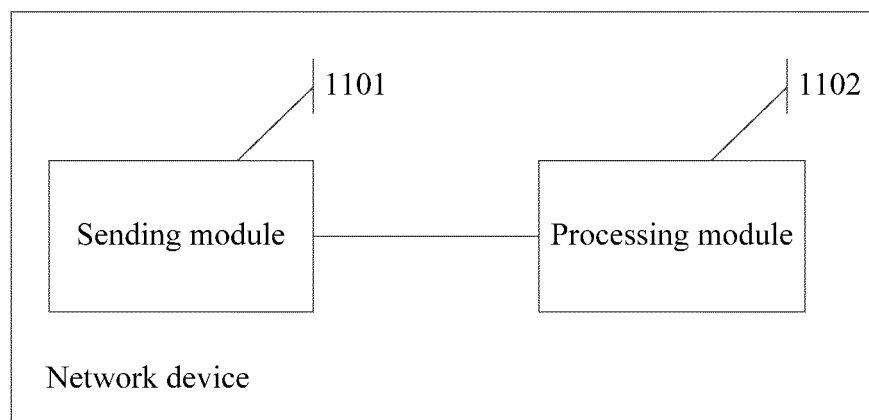 1101
1102
Sending module
Processing module
Network device